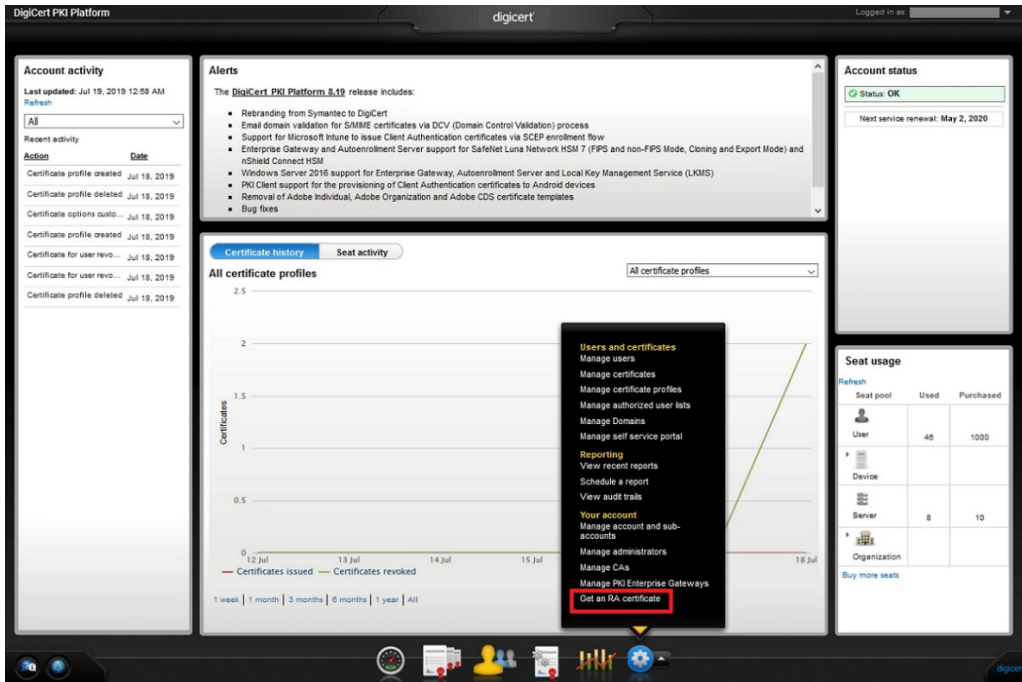 DigiCert PKI Platform
digicert
Logged in as:
Account activity
Last updated: Jul 19, 2019 12:58 AM
Refresh
All
Recent activity
Action Date
Certificate profile created Jul 18, 2019
Certificate profile deleted Jul 18, 2019
Certificate options custo... Jul 18, 2019
Certificate profile created Jul 18, 2019
Certificate for user revo... Jul 18, 2019
Certificate for user revo... Jul 18, 2019
Certificate profile deleted Jul 18, 2019
Alerts
The DigiCert PKI Platform 8.19 release includes:
Rebranding from Symantec to DigiCert
Email domain validation for S/MIME certificates via DCV (Domain Control Validation) process
Support for Microsoft Intune to issue Client Authentication certificates via SCEP enrollment flow
Enterprise Gateway and Autoenrollment Server support for SafeNet Luna Network HSM 7 (FIPS and non-FIPS Mode, Cloning and Export Mode) and
nShield Connect HSM
Windows Server 2016 support for Enterprise Gateway, Autoenrollment Server and Local Key Management Service (LKMS)
PKI Client support for the provisioning of Client Authentication certificates to Android devices
Removal of Adobe Individual, Adobe Organization and Adobe CDS certificate templates
Bug fixes
Certificate history Seat activity
All certificate profiles
All certificate profiles
2.5
2
1.5
1
0.5
0
Certificates
12 Jul 13 Jul 14 Jul 15 Jul 18 Jul
Certificates issued Certificates revoked
1 week | 1 month | 3 months | 6 months | 1 year | All
Users and certificates
Manage users
Manage certificates
Manage certificate profiles
Manage authorized user lists
Manage Domains
Manage self service portal
Reporting
View recent reports
Schedule a report
View audit trails
Your account
Manage account and sub-
accounts
Manage administrators
Manage CAs
Manage PKI Enterprise Gateways
Get an RA certificate
Account status
Status: OK
Next service renewal: May 2, 2020
Seat usage
Refresh
Seat pool Used Purchased
User 46 1000
Device
Server 8 10
Organization
Buy more seats
digicer